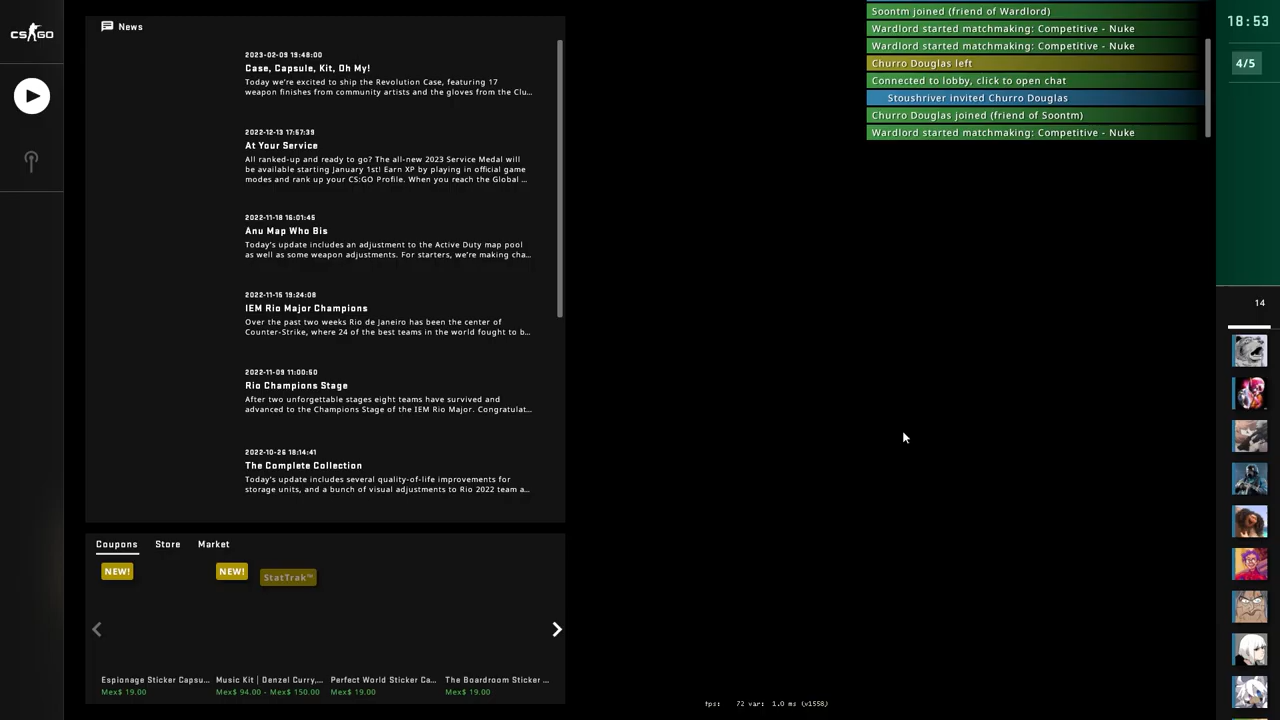 CS:GO
News
2023-02-09 19:48:00
Case, Capsule, Kit, Oh My!
Today we're excited to ship the Revolution Case, featuring 17
weapon finishes from community artists and the gloves from the Clu...
2022-12-13 17:57:39
At Your Service
All ranked-up and ready to go? The all-new 2023 Service Medal will
be available starting January 1st! Earn XP by playing in official game
modes and rank up your CS:GO Profile. When you reach the Global ...
2022-11-18 16:01:45
Anu Map Who Bis
Today's update includes an adjustment to the Active Duty map pool
as well as some weapon adjustments. For starters, we're making cha...
2022-11-15 19:24:08
IEM Rio Major Champions
Over the past two weeks Rio de Janeiro has been the center of
Counter-Strike, where 24 of the best teams in the world fought to b...
2022-11-09 11:00:50
Rio Champions Stage
After two unforgettable stages eight teams have survived and
advanced to the Champions Stage of the IEM Rio Major. Congratulat...
2022-10-26 18:14:41
The Complete Collection
Today's update includes several quality-of-life improvements for
storage units, and a bunch of visual adjustments to Rio 2022 team a...
Coupons Store Market
NEW! NEW! StatTrak™
Espionage Sticker Capsu... Music Kit | Denzel Curry,... Perfect World Sticker Ca... The Boardroom Sticker ...
Mex$ 19.00 Mex$ 94.00 - Mex$ 150.00 Mex$ 19.00 Mex$ 19.00
Soontm joined (friend of Wardlord)
Wardlord started matchmaking: Competitive - Nuke
Wardlord started matchmaking: Competitive - Nuke
Churro Douglas left
Connected to lobby, click to open chat
Stoushriver invited Churro Douglas
Churro Douglas joined (friend of Soontm)
Wardlord started matchmaking: Competitive - Nuke
fps: 72 var: 1.0 ms (v1558)
18:53
4/5
14